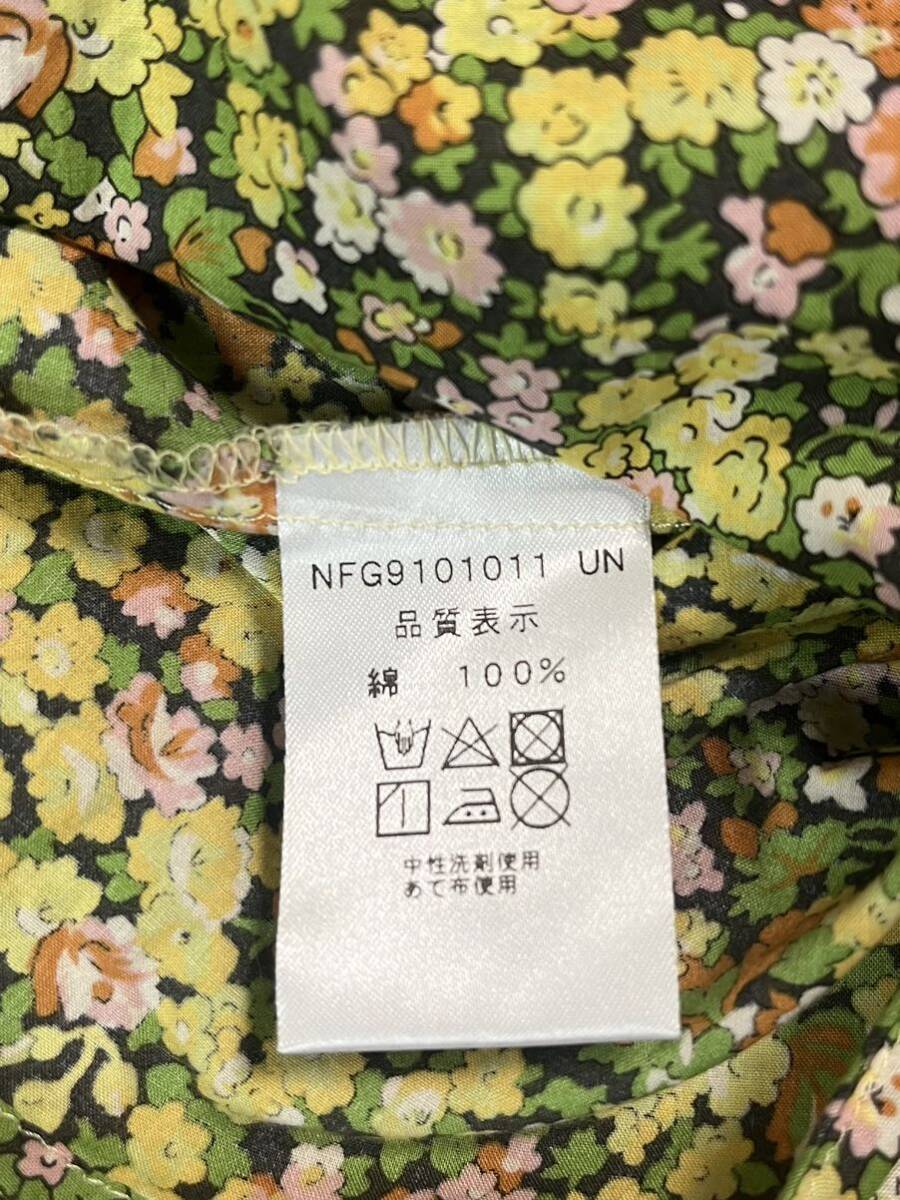 NFG9101011 UN
品質表示
綿 100%
中性洗剤使用
あて布使用